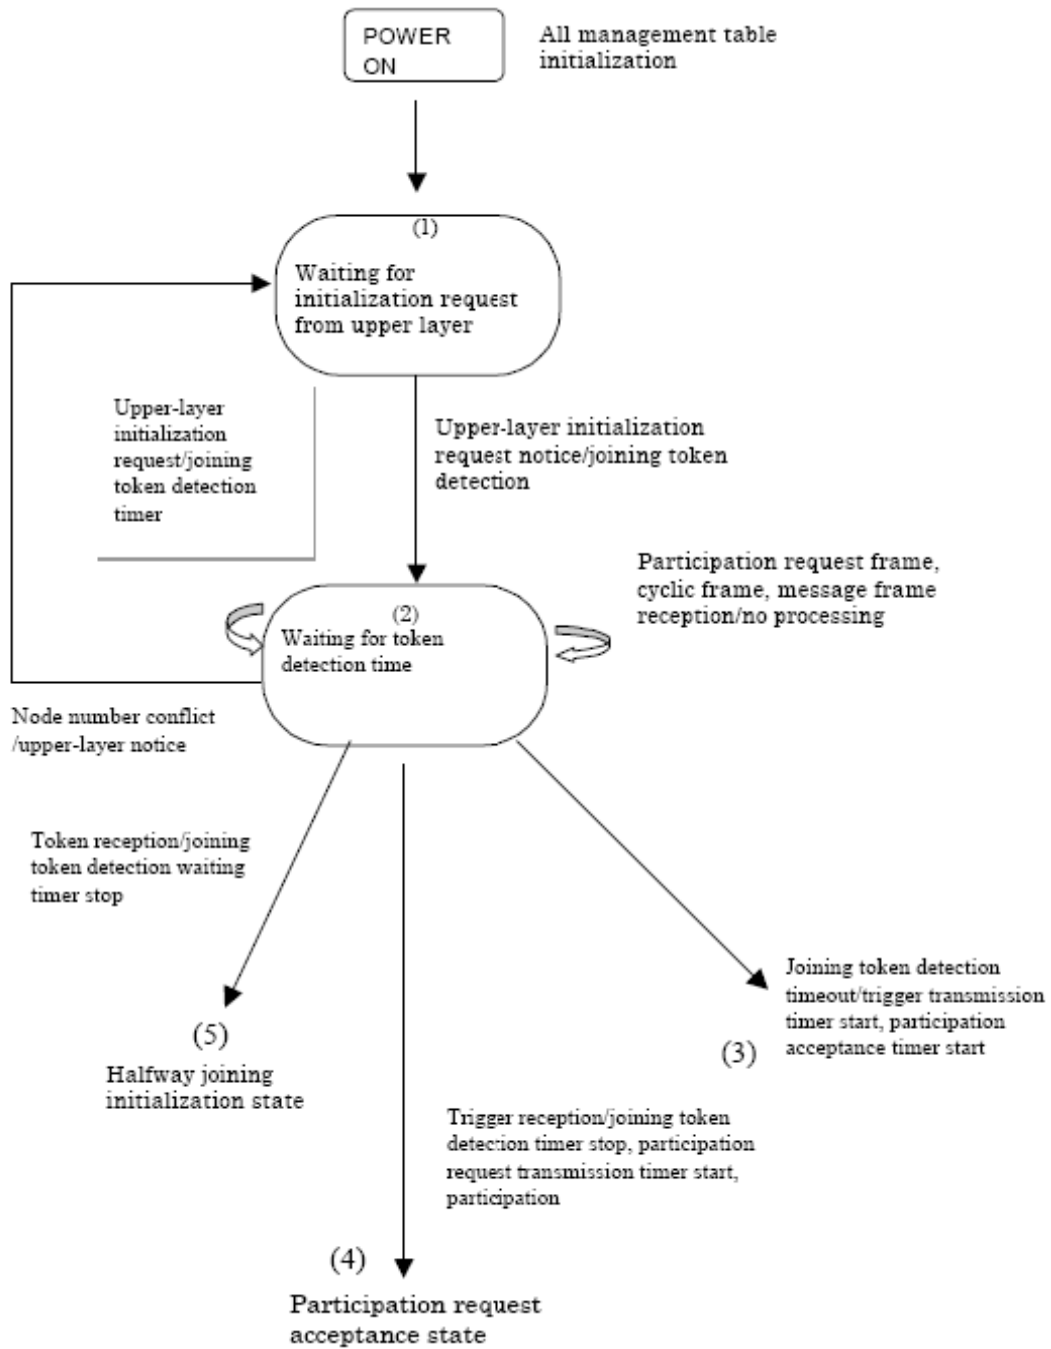 POWER
ON
All management table
initialization
(1)
Waiting for
initialization request
from upper layer
Upper-layer
initialization
request/joining
token detection
timer
Upper-layer initialization
request notice/joining token
detection
Participation request frame,
cyclic frame, message frame
reception/no processing
(2)
Waiting for token
detection time
Node number conflict
/upper-layer notice
Token reception/joining
token detection waiting
timer stop
Joining token detection
timeout/trigger transmission
timer start, participation
acceptance timer start
(3)
(5)
Halfway joining
initialization state
Trigger reception/joining token
detection timer stop, participation
request transmission timer start,
participation
(4)
Participation request
acceptance state